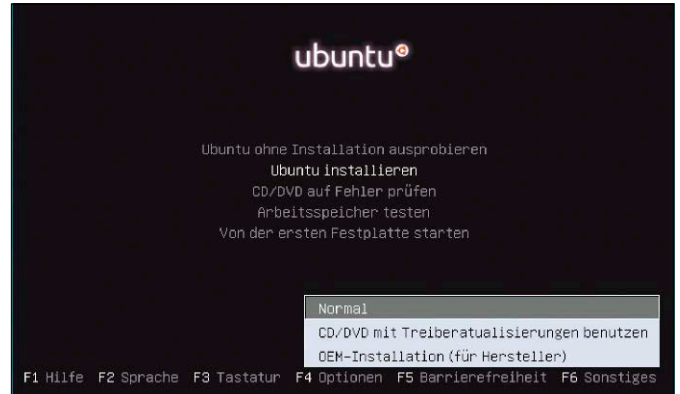 ubuntu
Ubuntu ohne Installation ausprobieren
Ubuntu installieren
CD/DVD auf Fehler prüfen
Arbeitsspeicher testen
Von der ersten Festplatte starten
Normal
CD/DVD mit Treiberatualisierungen benutzen
OEM-Installation (für Hersteller)
F1 Hilfe F2 Sprache F3 Tastatur F4 Optionen F5 Barrierefreiheit F6 Sonstiges